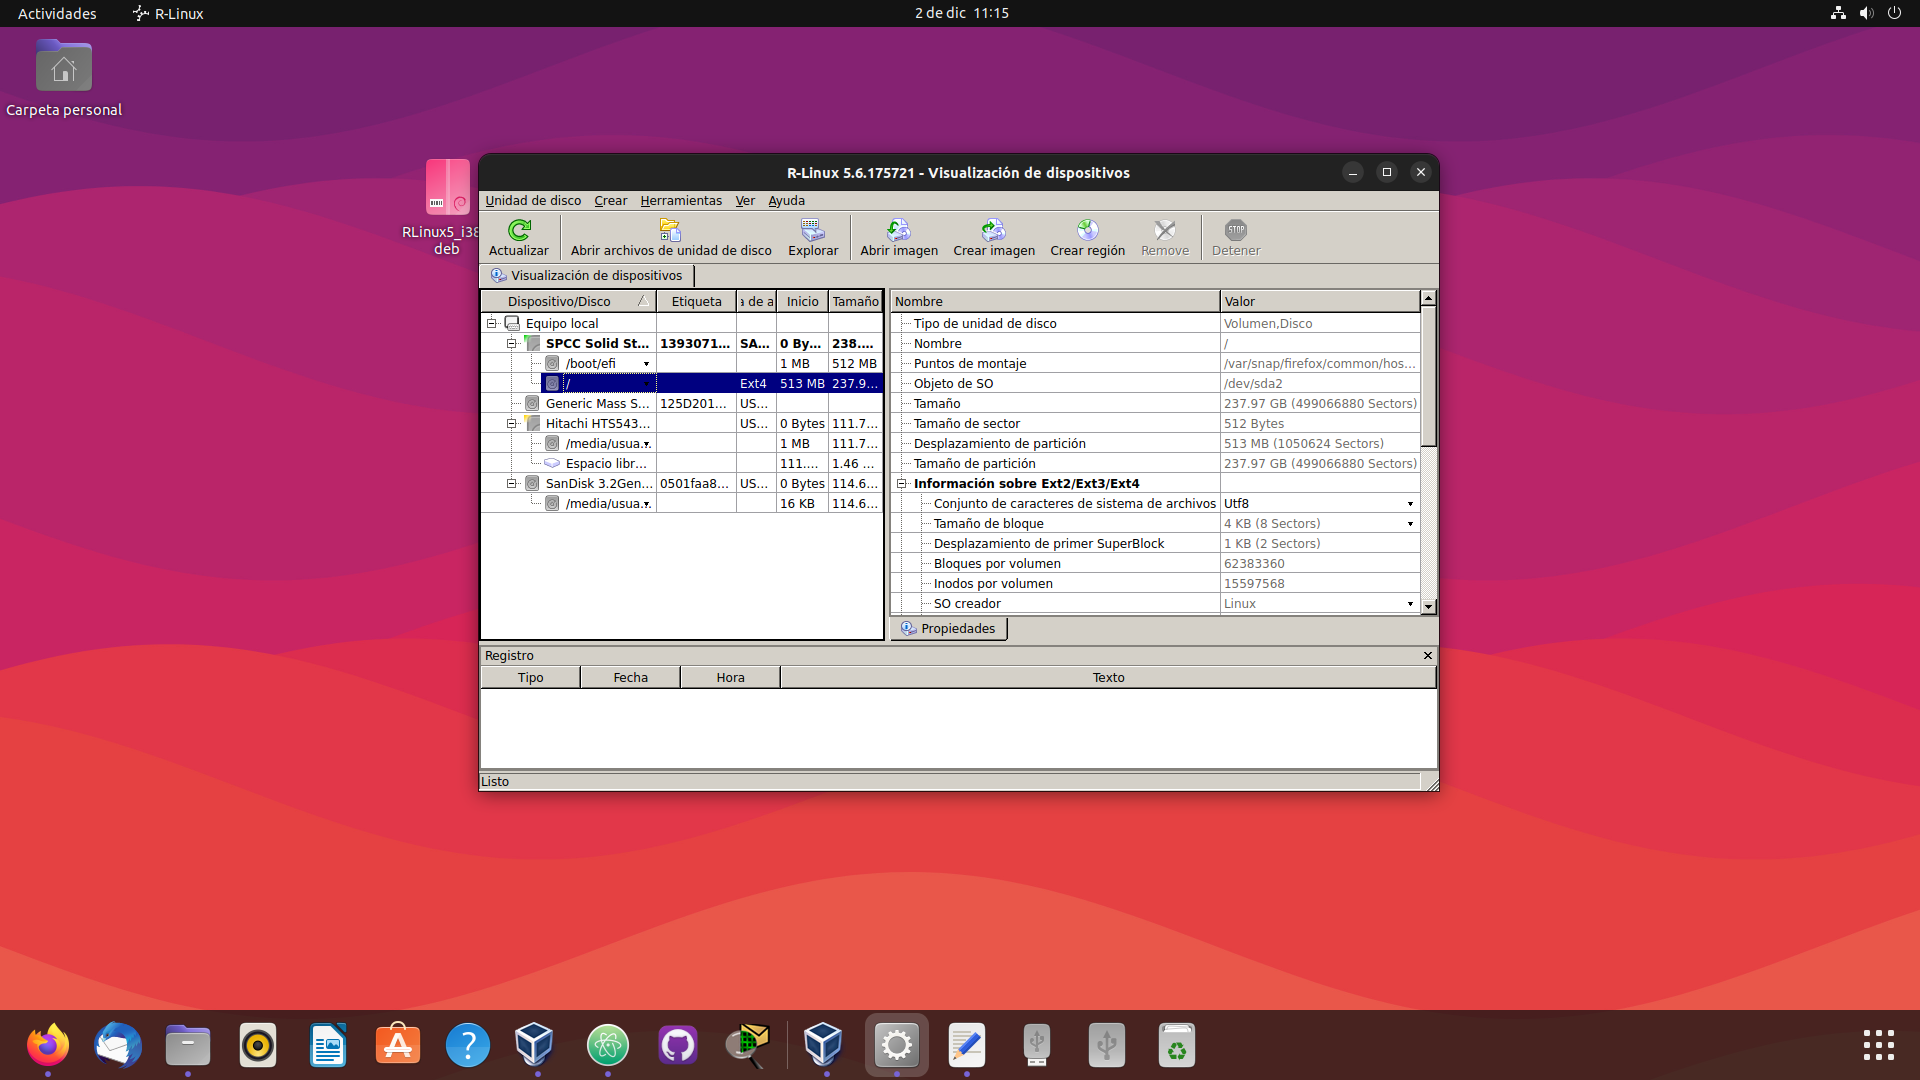 Actividades
R-Linux
2 de dic 11:15
Carpeta personal
RLinux5_i38
deb
R-Linux 5.6.175721 - Visualización de dispositivos
Unidad de disco Crear Herramientas Ver Ayuda
Actualizar
Abrir archivos de unidad de disco
Explorar
Abrir imagen
Crear imagen
Crear región
Remove
STOP
Detener
Visualización de dispositivos
Dispositivo/Disco Etiqueta de a Inicio Tamaño
Equipo local
SPCC Solid St... 1393071... SA... 0 By... 238....
/boot/efi 1 MB 512 MB
/ Ext4 513 MB 237.9...
Generic Mass S... 125D201... US...
Hitachi HTS543... US... 0 Bytes 111.7...
/media/usua... 1 MB 111.7...
Espacio libr... 111.... 1.46 ...
SanDisk 3.2Gen... 0501faa8... US... 0 Bytes 114.6...
/media/usua... 16 KB 114.6...
Nombre Valor
Tipo de unidad de disco Volumen,Disco
Nombre /
Puntos de montaje /var/snap/firefox/common/hos...
Objeto de SO /dev/sda2
Tamaño 237.97 GB (499066880 Sectors)
Tamaño de sector 512 Bytes
Desplazamiento de partición 513 MB (1050624 Sectors)
Tamaño de partición 237.97 GB (499066880 Sectors)
Información sobre Ext2/Ext3/Ext4
Conjunto de caracteres de sistema de archivos Utf8
Tamaño de bloque 4 KB (8 Sectors)
Desplazamiento de primer SuperBlock 1 KB (2 Sectors)
Bloques por volumen 62383360
Inodos por volumen 15597568
SO creador Linux
Propiedades
Registro
Tipo Fecha Hora Texto
Listo